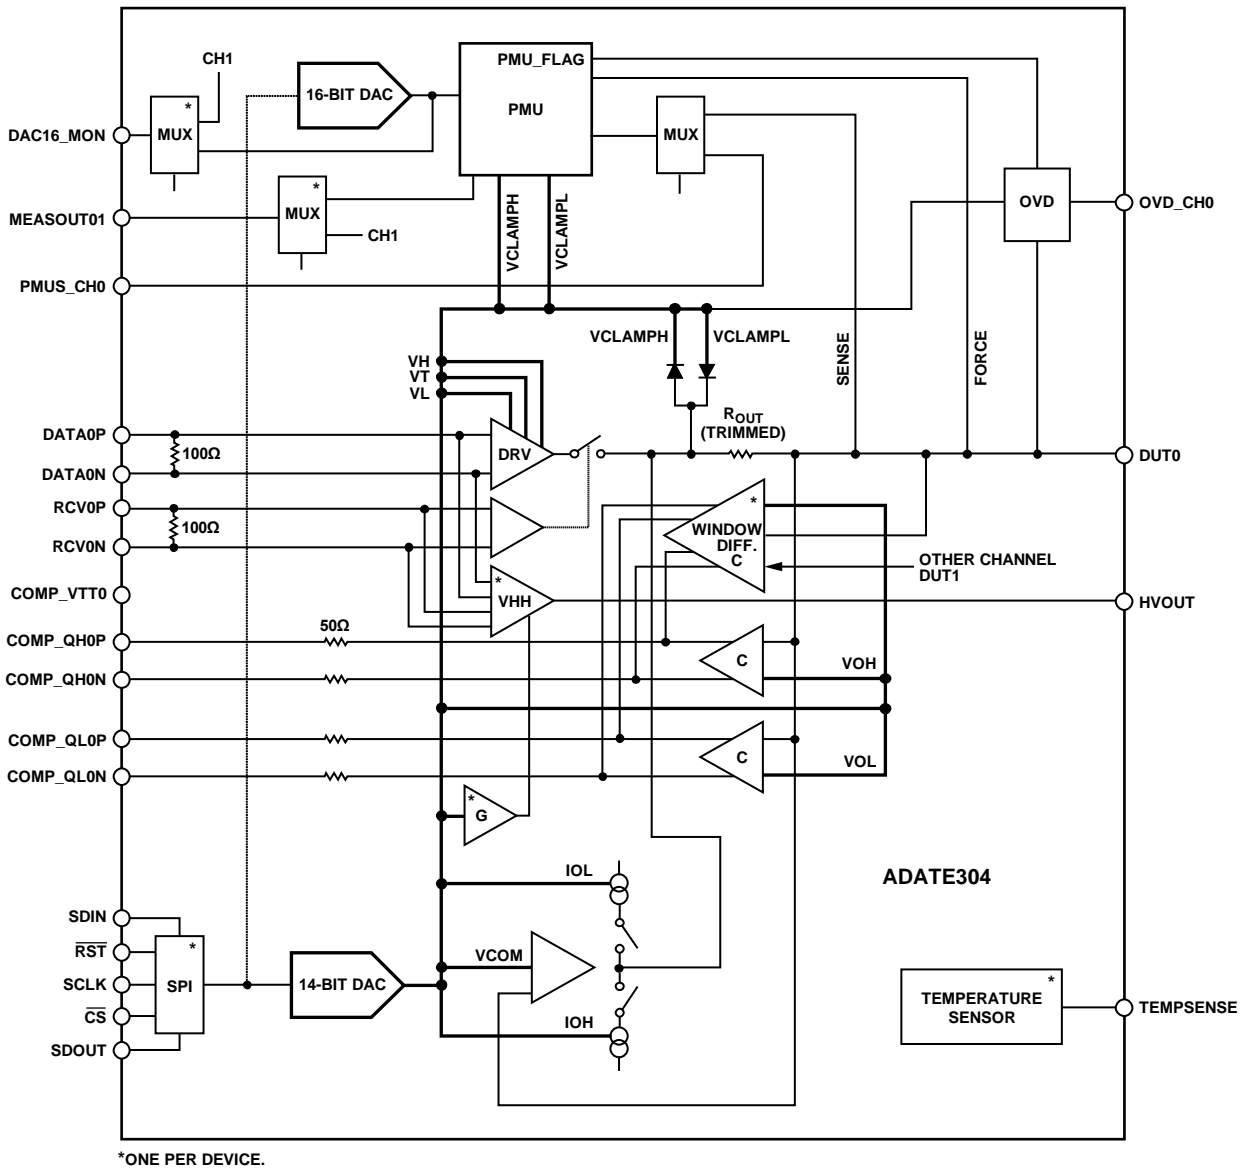 CH1
16-BIT DAC
PMU_FLAG
PMU
DAC16_MON
*
MUX
MUX
MEASOUT01
*
MUX
CH1
PMUS_CH0
VCLAMPH
VCLAMPL
OVD
OVD_CH0
VCLAMPH
VCLAMPL
SENSE
FORCE
VH
VT
VL
ROUT
(TRIMMED)
DATA0P
100Ω
DATA0N
DRV
DUT0
RCV0P
100Ω
RCV0N
*
WINDOW
DIFF.
C
OTHER CHANNEL
DUT1
COMP_VTT0
*
VHH
HVOUT
COMP_QH0P
50Ω
COMP_QH0N
C
VOH
COMP_QL0P
COMP_QL0N
C
VOL
*
G
IOL
ADATE304
SDIN
RST
SCLK
CS
SDOUT
*
SPI
14-BIT DAC
VCOM
IOH
*
TEMPERATURE
SENSOR
TEMPSENSE
*ONE PER DEVICE.